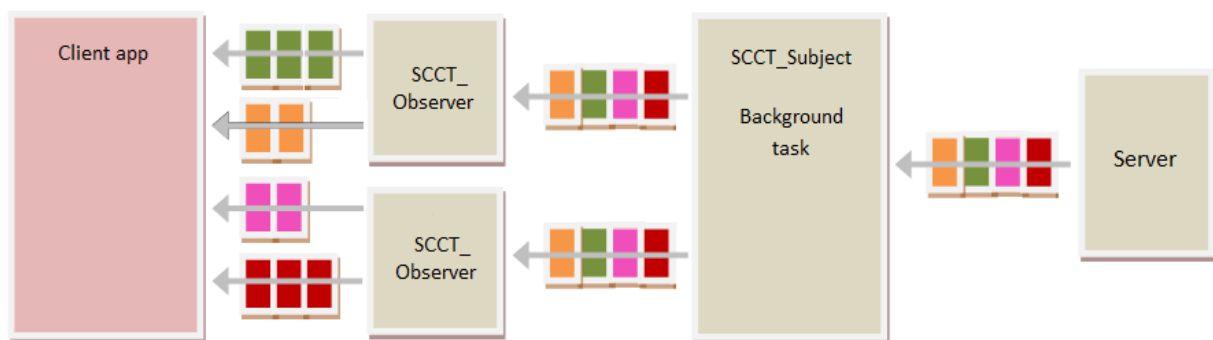 Client app
SCCT_
Observer
SCCT_
Observer
SCCT_Subject
Background
task
Server